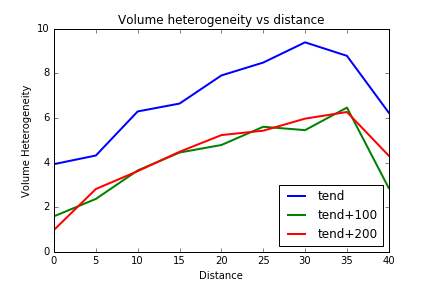 Volume heterogeneity vs distance
Volume Heterogeneity
10
8
6
4
2
0
0 5 10 15 20 25 30 35 40
Distance
tend
tend+100
tend+200